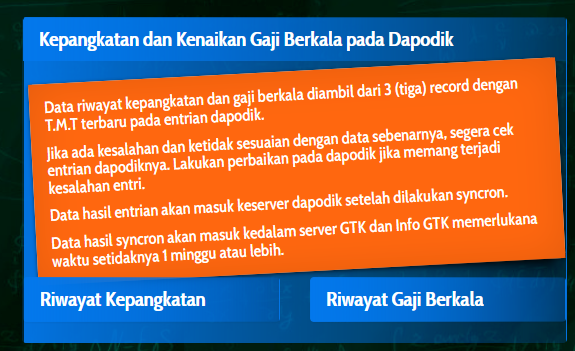 Kepangkatan dan Kenaikan Gaji Berkala pada Dapodik
Data riwayat kepangkatan dan gaji berkala diambil dari 3 (tiga) record dengan
T.M.T terbaru pada entrian dapodik.
Jika ada kesalahan dan ketidak sesuaian dengan data sebenarnya, segera cek
entrian dapodiknya. Lakukan perbaikan pada dapodik jika memang terjadi
kesalahan entri.
Data hasil entrian akan masuk keserver dapodik setelah dilakukan syncron.
Data hasil syncron akan masuk kedalam server GTK dan Info GTK memerlukana
waktu setidaknya 1 minggu atau lebih.
Riwayat Kepangkatan
Riwayat Gaji Berkala